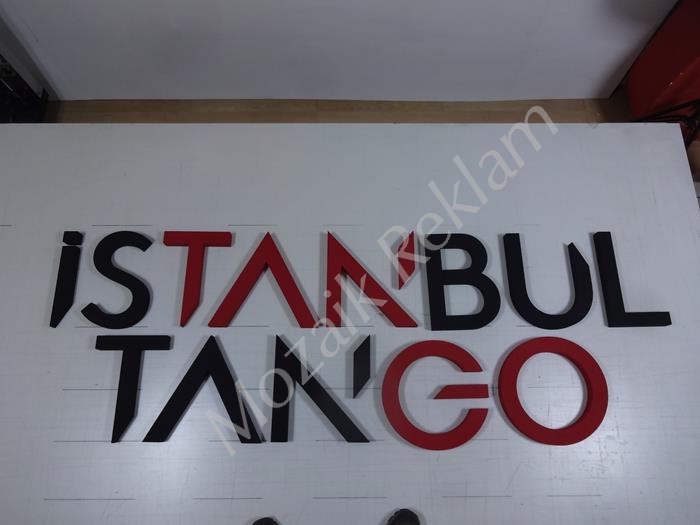 İSTANBUL
TANGO
Mozaik Reklam